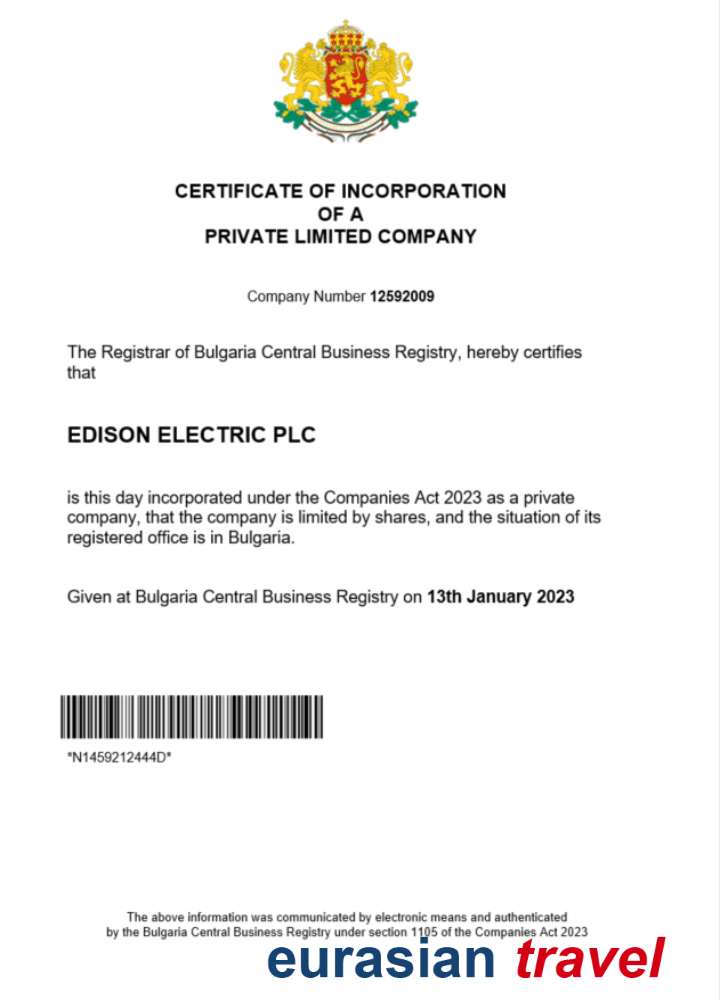 CERTIFICATE OF INCORPORATION
OF A
PRIVATE LIMITED COMPANY
Company Number 12592009
The Registrar of Bulgaria Central Business Registry, hereby certifies
that
EDISON ELECTRIC PLC
is this day incorporated under the Companies Act 2023 as a private
company, that the company is limited by shares, and the situation of its
registered office is in Bulgaria.
Given at Bulgaria Central Business Registry on 13th January 2023
*N1459212444D*
The above information was communicated by electronic means and authenticated
by the Bulgaria Central Business Registry under section 1105 of the Companies Act 2023
eurasian travel